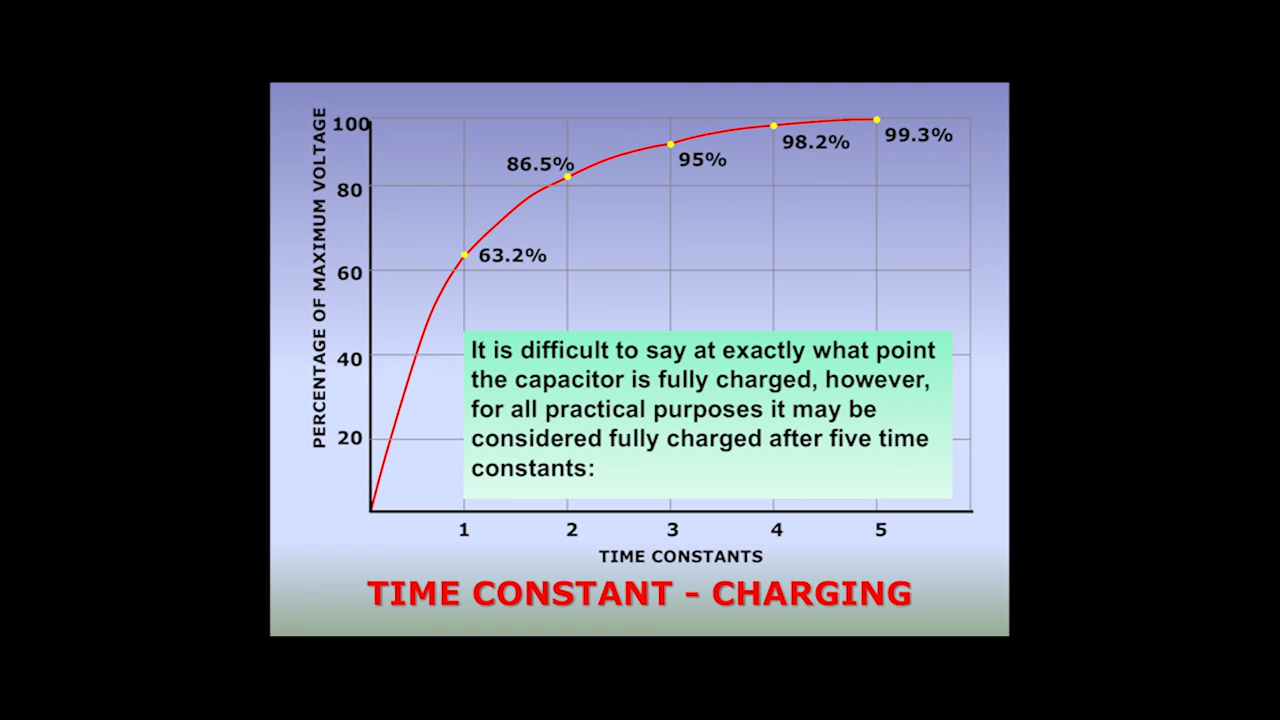 PERCENTAGE OF MAXIMUM VOLTAGE
100
80
60
40
20
63.2%
86.5%
95%
98.2%
99.3%
It is difficult to say at exactly what point
the capacitor is fully charged, however,
for all practical purposes it may be
considered fully charged after five time
constants:
1 2 3 4 5
TIME CONSTANTS
TIME CONSTANT - CHARGING